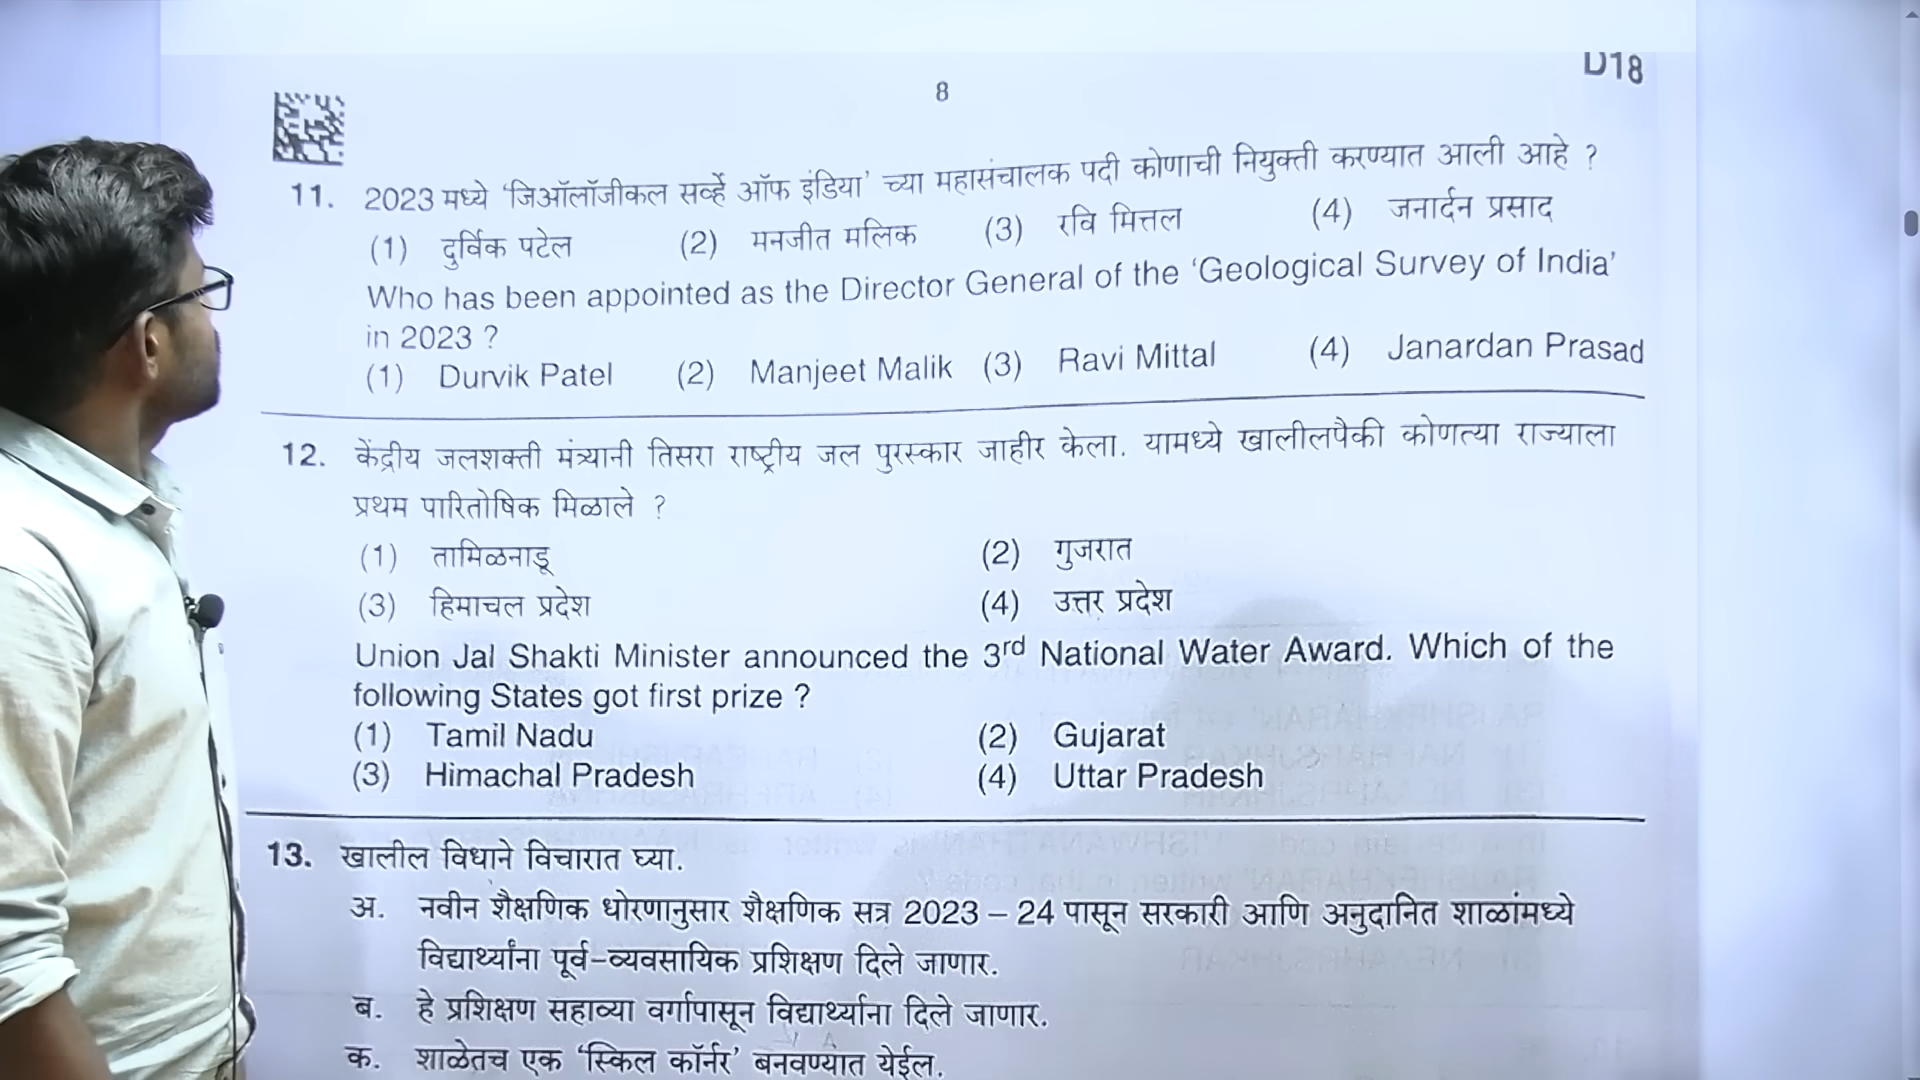 D18
8
11. 2023 मध्ये 'जिऑलॉजीकल सर्व्हे ऑफ इंडिया' च्या महासंचालक पदी कोणाची नियुक्ती करण्यात आली आहे ?
(1) दुर्विक पटेल (2) मनजीत मलिक (3) रवि मित्तल (4) जनार्दन प्रसाद
Who has been appointed as the Director General of the 'Geological Survey of India'
in 2023 ?
(1) Durvik Patel (2) Manjeet Malik (3) Ravi Mittal (4) Janardan Prasad
12. केंद्रीय जलशक्ती मंत्र्यानी तिसरा राष्ट्रीय जल पुरस्कार जाहीर केला. यामध्ये खालीलपैकी कोणत्या राज्याला
प्रथम पारितोषिक मिळाले ?
(1) तामिळनाडू (2) गुजरात
(3) हिमाचल प्रदेश (4) उत्तर प्रदेश
Union Jal Shakti Minister announced the 3rd National Water Award. Which of the
following States got first prize ?
(1) Tamil Nadu (2) Gujarat
(3) Himachal Pradesh (4) Uttar Pradesh
13. खालील विधाने विचारात घ्या.
अ. नवीन शैक्षणिक धोरणानुसार शैक्षणिक सत्र 2023 – 24 पासून सरकारी आणि अनुदानित शाळांमध्ये
विद्यार्थ्यांना पूर्व-व्यवसायिक प्रशिक्षण दिले जाणार.
ब. हे प्रशिक्षण सहाव्या वर्गापासून विद्यार्थ्यांना दिले जाणार.
क. शाळेतच एक 'स्किल कॉर्नर' बनवण्यात येईल.